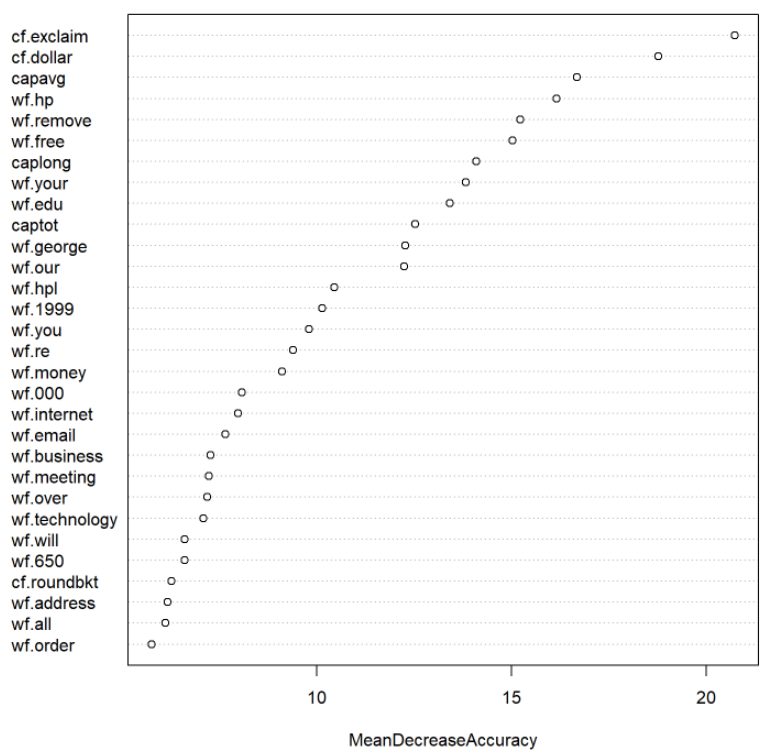 cf.exclaim
cf.dollar
capavg
wf.hp
wf.remove
wf.free
caplong
wf.your
wf.edu
captot
wf.george
wf.our
wf.hpl
wf.1999
wf.you
wf.re
wf.money
wf.000
wf.internet
wf.email
wf.business
wf.meeting
wf.over
wf.technology
wf.will
wf.650
cf.roundbkt
wf.address
wf.all
wf.order
10 15 20
MeanDecreaseAccuracy